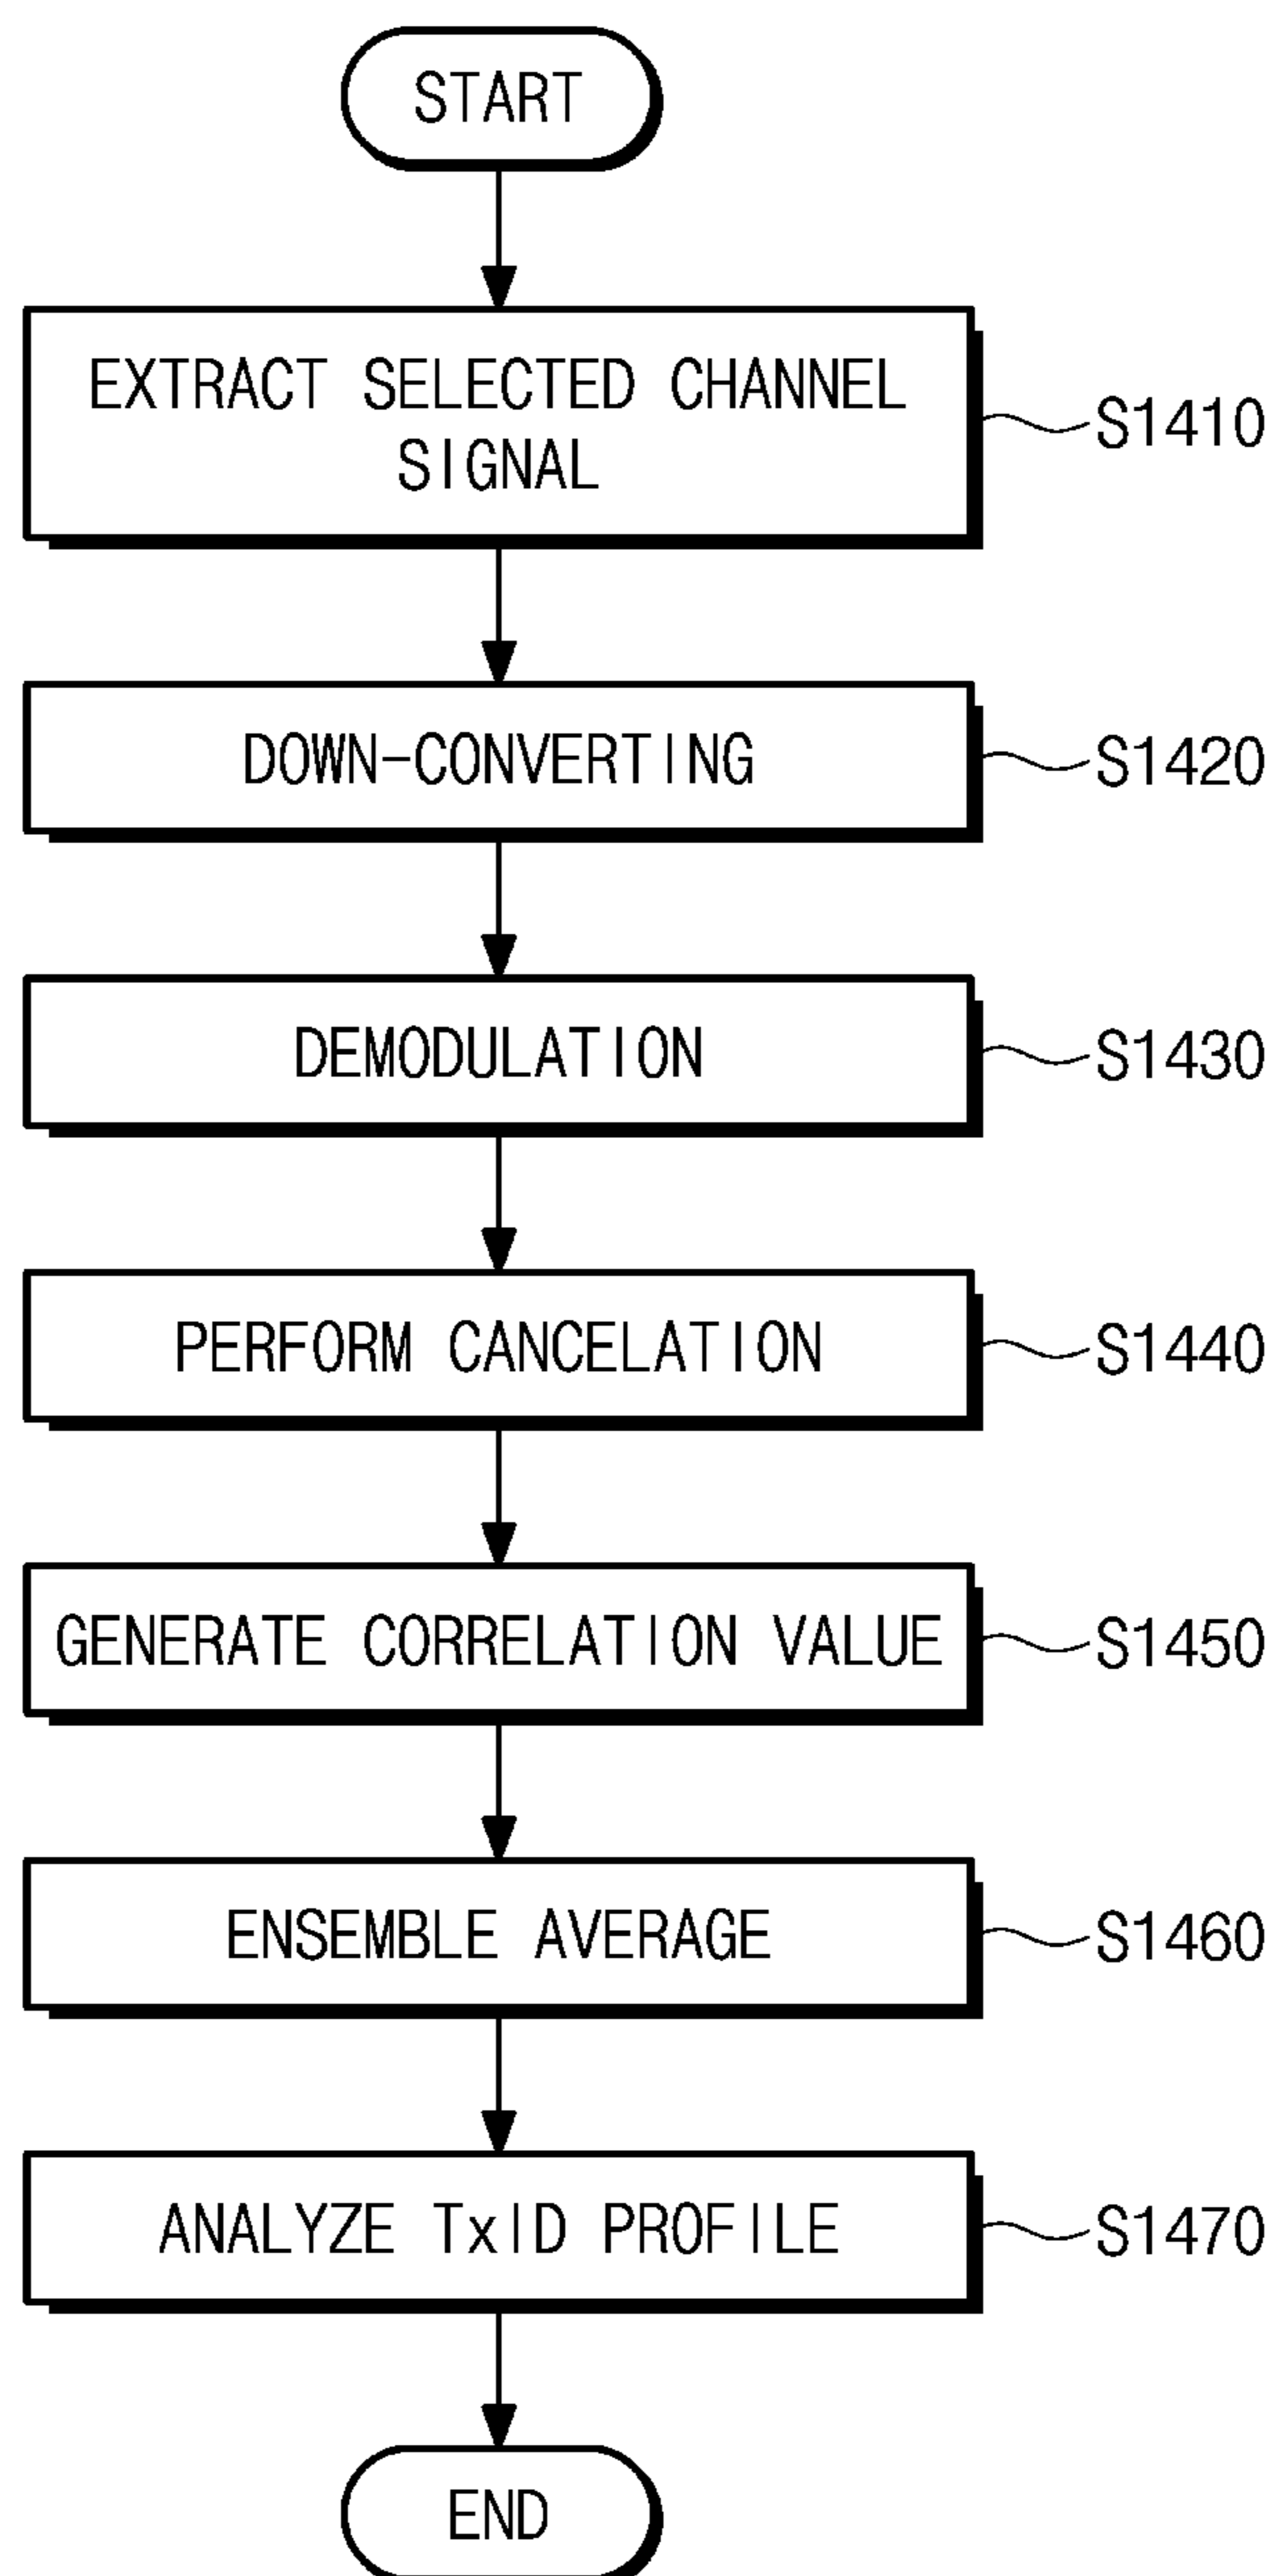 START
EXTRACT SELECTED CHANNEL
SIGNAL
S1410
DOWN-CONVERTING
S1420
DEMODULATION
S1430
PERFORM CANCELATION
S1440
GENERATE CORRELATION VALUE
S1450
ENSEMBLE AVERAGE
S1460
ANALYZE TxID PROFILE
S1470
END